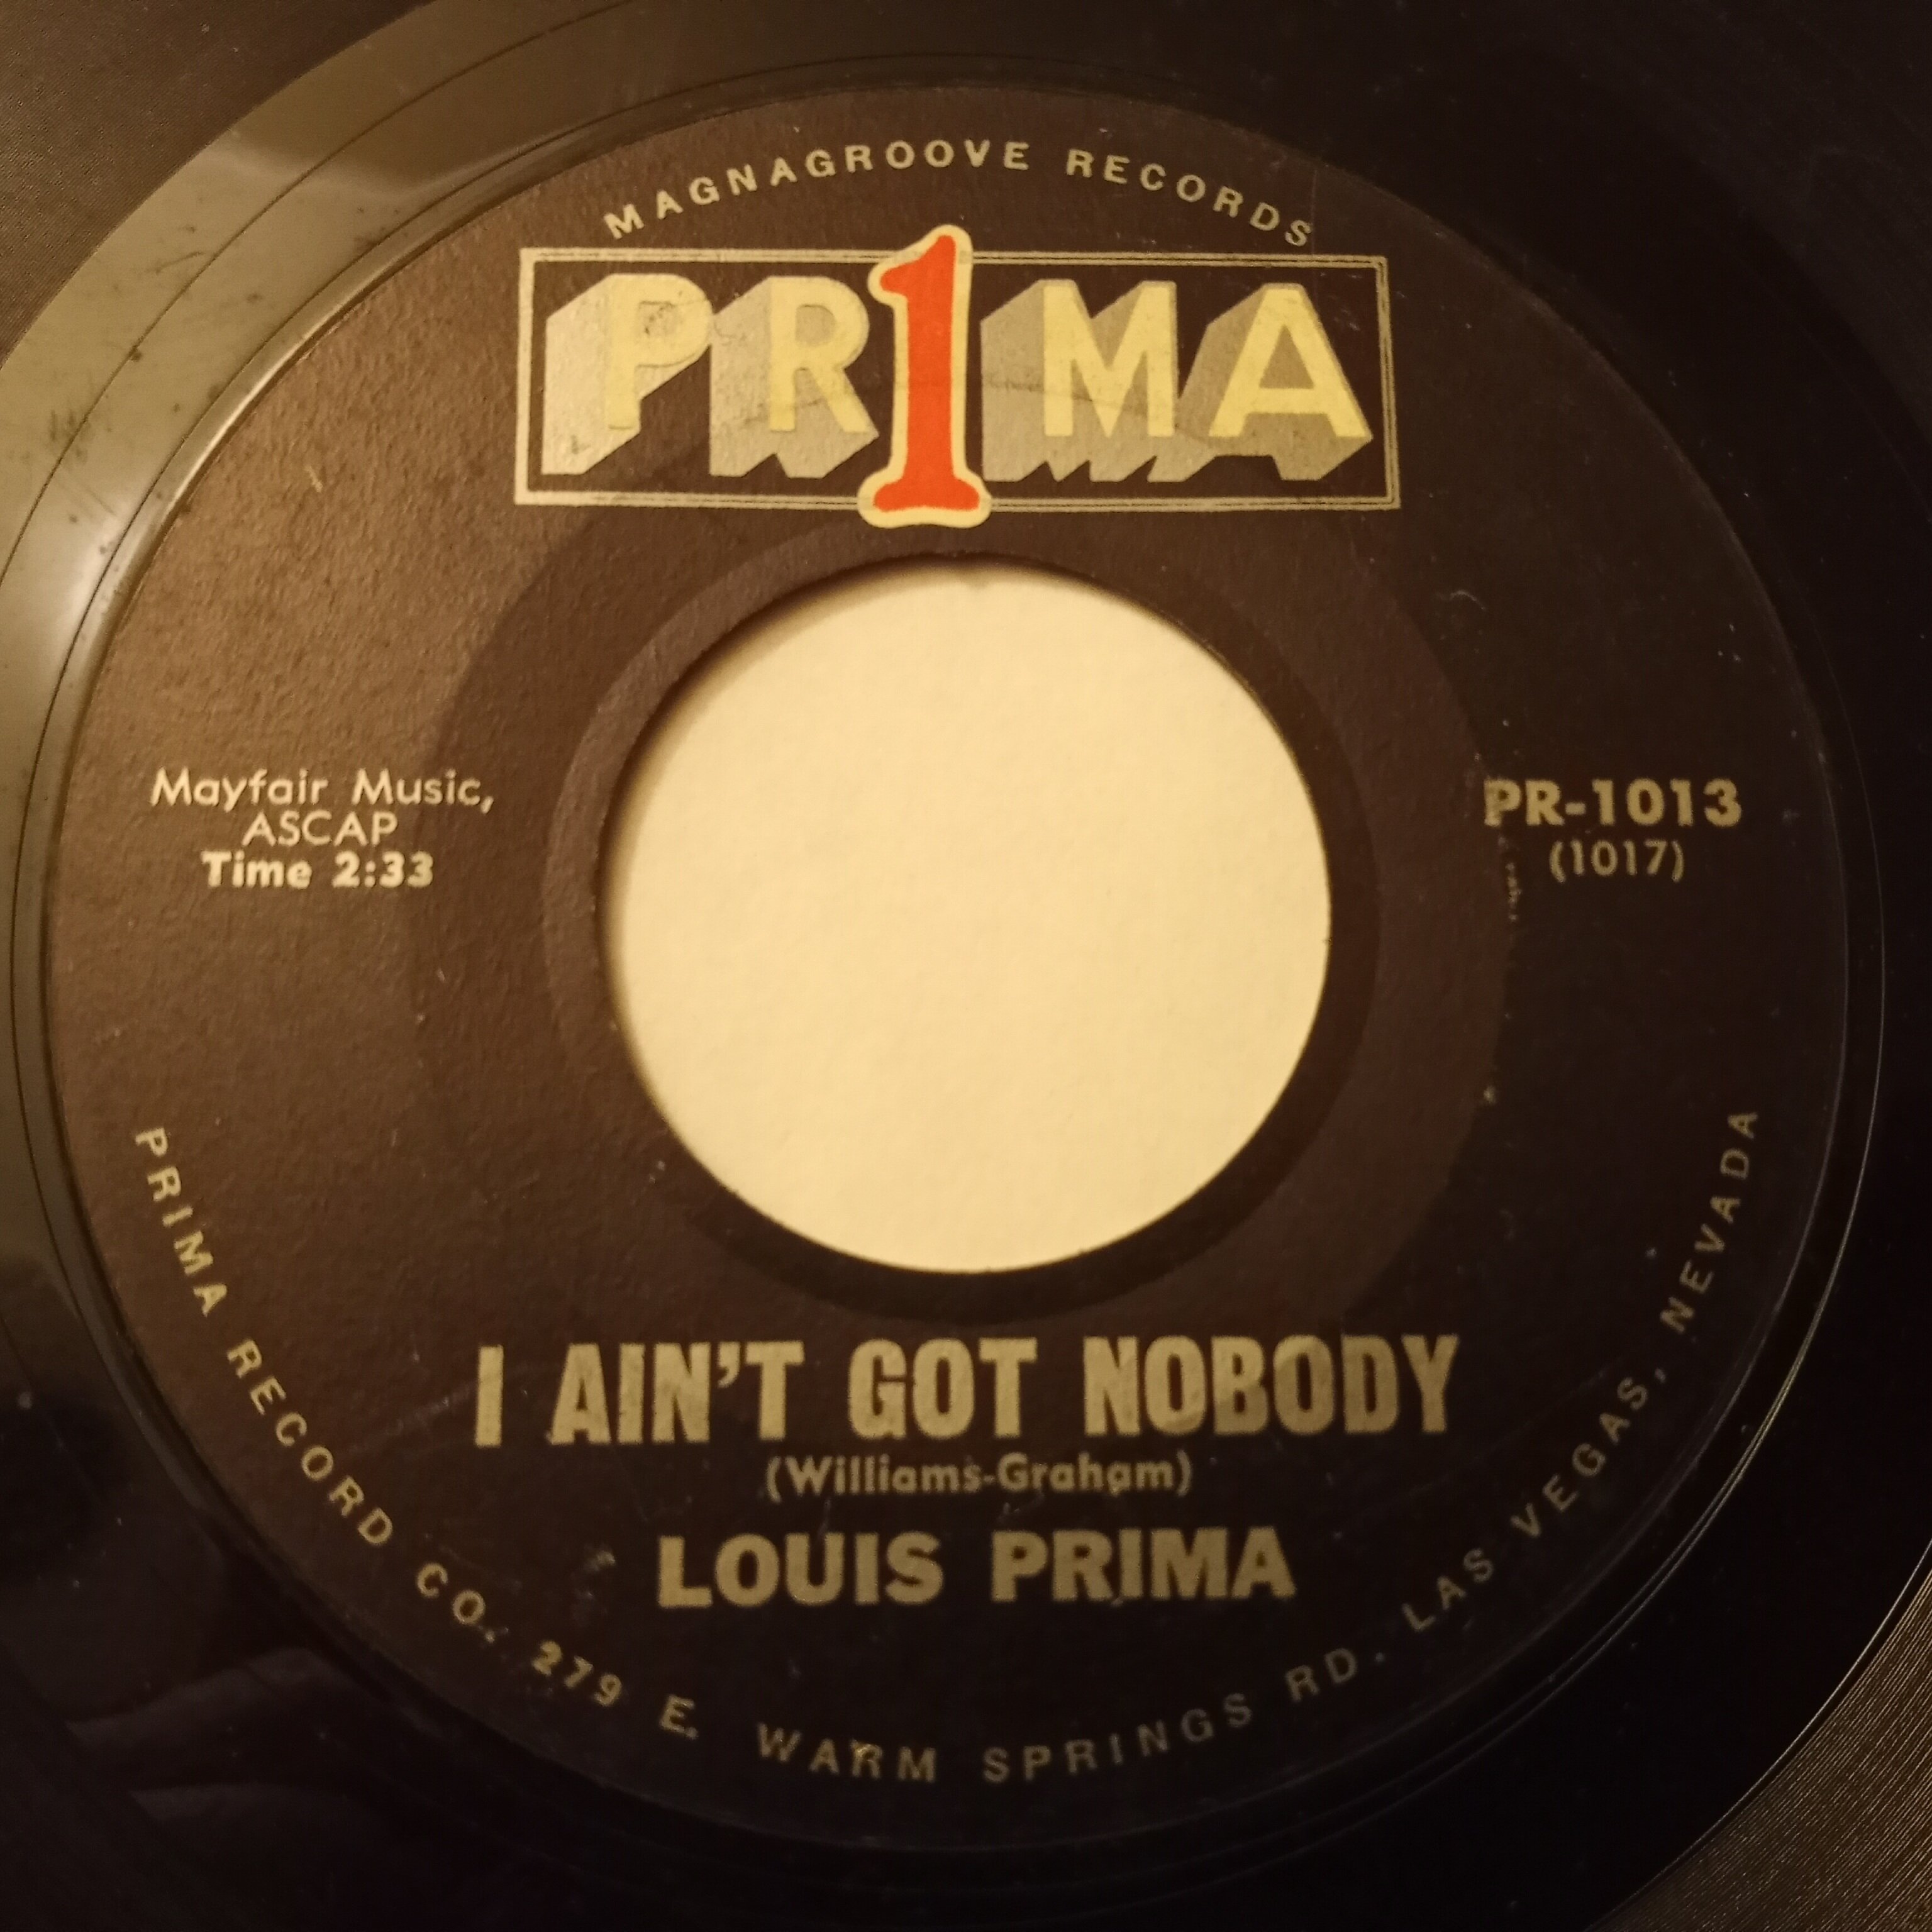 MAGNAGROOVE RECORDS
PR1MA
Mayfair Music,
ASCAP
Time 2:33
PR-1013
(1017)
I AIN'T GOT NOBODY
(Williams-Graham)
LOUIS PRIMA
PRIMA RECORD CO., 279 E. WARM SPRINGS RD. LAS VEGAS, NEVADA